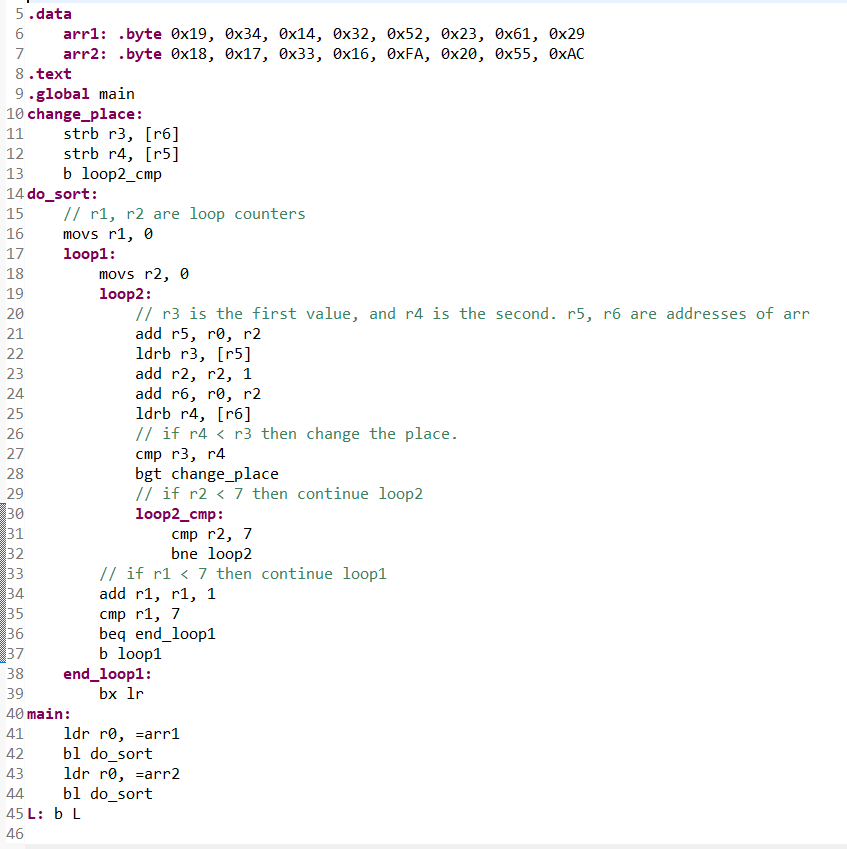 5 .data
6 arr1: .byte 0x19, 0x34, 0x14, 0x32, 0x52, 0x23, 0x61, 0x29
7 arr2: .byte 0x18, 0x17, 0x33, 0x16, 0xFA, 0x20, 0x55, 0xAC
8 .text
9 .global main
10 change_place:
11 strb r3, [r6]
12 strb r4, [r5]
13 b loop2_cmp
14 do_sort:
15 // r1, r2 are loop counters
16 movs r1, 0
17 loop1:
18 movs r2, 0
19 loop2:
20 // r3 is the first value, and r4 is the second. r5, r6 are addresses of arr
21 add r5, r0, r2
22 ldrb r3, [r5]
23 add r2, r2, 1
24 add r6, r0, r2
25 ldrb r4, [r6]
26 // if r4 < r3 then change the place.
27 cmp r3, r4
28 bgt change_place
29 // if r2 < 7 then continue loop2
30 loop2_cmp:
31 cmp r2, 7
32 bne loop2
33 // if r1 < 7 then continue loop1
34 add r1, r1, 1
35 cmp r1, 7
36 beq end_loop1
37 b loop1
38 end_loop1:
39 bx lr
40 main:
41 ldr r0, =arr1
42 bl do_sort
43 ldr r0, =arr2
44 bl do_sort
45 L: b L
46